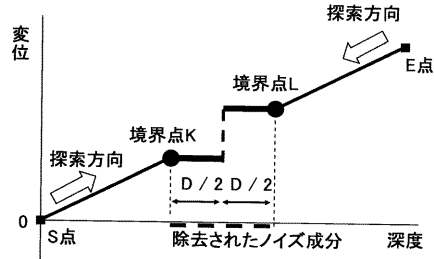 変位
探索方向
E点
境界点L
境界点K
探索方向
D/2 D/2
0
S点
除去されたノイズ成分
深度